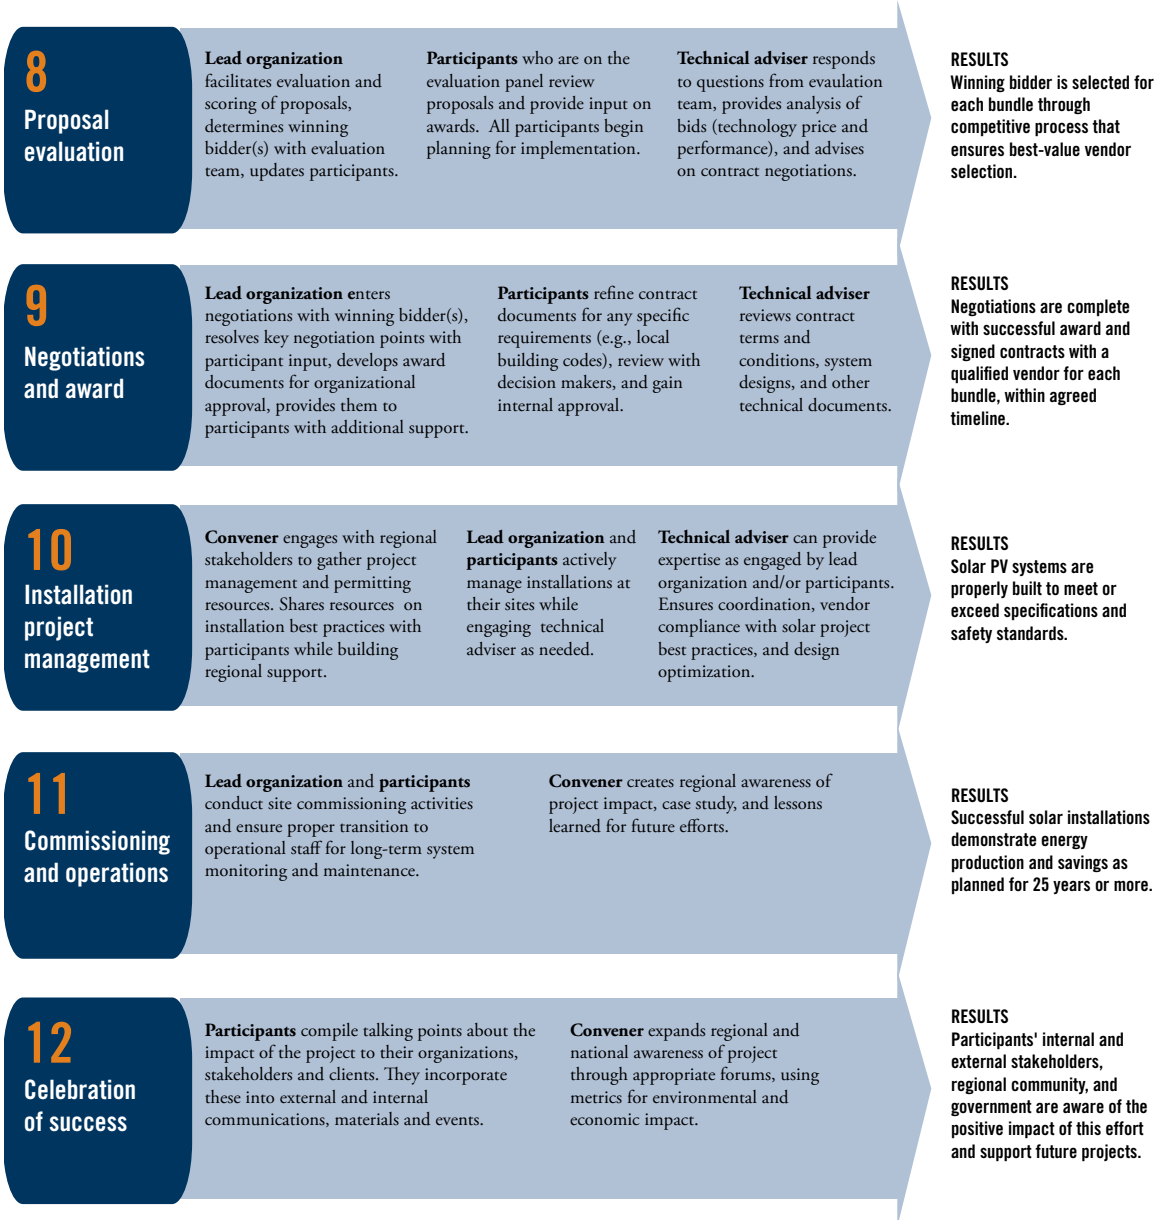 8
Proposal
evaluation
Lead organization
facilitates evaluation and
scoring of proposals,
determines winning
bidder(s) with evaluation
team, updates participants.
Participants who are on the
evaluation panel review
proposals and provide input on
awards.  All participants begin
planning for implementation.
Technical adviser responds
to questions from evaulation
team, provides analysis of
bids (technology price and
performance), and advises
on contract negotiations.
RESULTS
Winning bidder is selected for
each bundle through
competitive process that
ensures best-value vendor
selection.
9
Negotiations
and award
Lead organization enters
negotiations with winning bidder(s),
resolves key negotiation points with
participant input, develops award
documents for organizational
approval, provides them to
participants with additional support.
Participants refine contract
documents for any specific
requirements (e.g., local
building codes), review with
decision makers, and gain
internal approval.
Technical adviser
reviews contract
terms and
conditions, system
designs, and other
technical documents.
RESULTS
Negotiations are complete
with successful award and
signed contracts with a
qualified vendor for each
bundle, within agreed
timeline.
10
Installation
project
management
Convener engages with regional
stakeholders to gather project
management and permitting
resources. Shares resources  on
installation best practices with
participants while building
regional support.
Lead organization and
participants actively
manage installations at
their sites while
engaging  technical
adviser as needed.
Technical adviser can provide
expertise as engaged by lead
organization and/or participants.
Ensures coordination, vendor
compliance with solar project
best practices, and design
optimization.
RESULTS
Solar PV systems are
properly built to meet or
exceed specifications and
safety standards.
11
Commissioning
and operations
Lead organization and participants
conduct site commissioning activities
and ensure proper transition to
operational staff for long-term system
monitoring and maintenance.
Convener creates regional awareness of
project impact, case study, and lessons
learned for future efforts.
RESULTS
Successful solar installations
demonstrate energy
production and savings as
planned for 25 years or more.
12
Celebration
of success
Participants compile talking points about the
impact of the project to their organizations,
stakeholders and clients. They incorporate
these into external and internal
communications, materials and events.
Convener expands regional and
national awareness of project
through appropriate forums, using
metrics for environmental and
economic impact.
RESULTS
Participants' internal and
external stakeholders,
regional community, and
government are aware of the
positive impact of this effort
and support future projects.